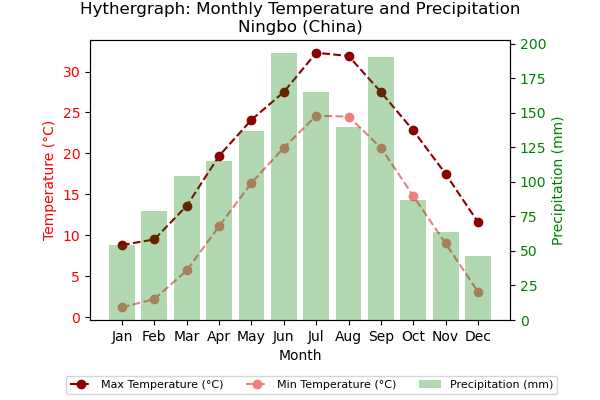 Hythergraph: Monthly Temperature and Precipitation
Ningbo (China)
Temperature (°C)
0
5
10
15
20
25
30
Precipitation (mm)
0
25
50
75
100
125
150
175
200
Jan Feb Mar Apr May Jun Jul Aug Sep Oct Nov Dec
Month
Max Temperature (°C) Min Temperature (°C) Precipitation (mm)